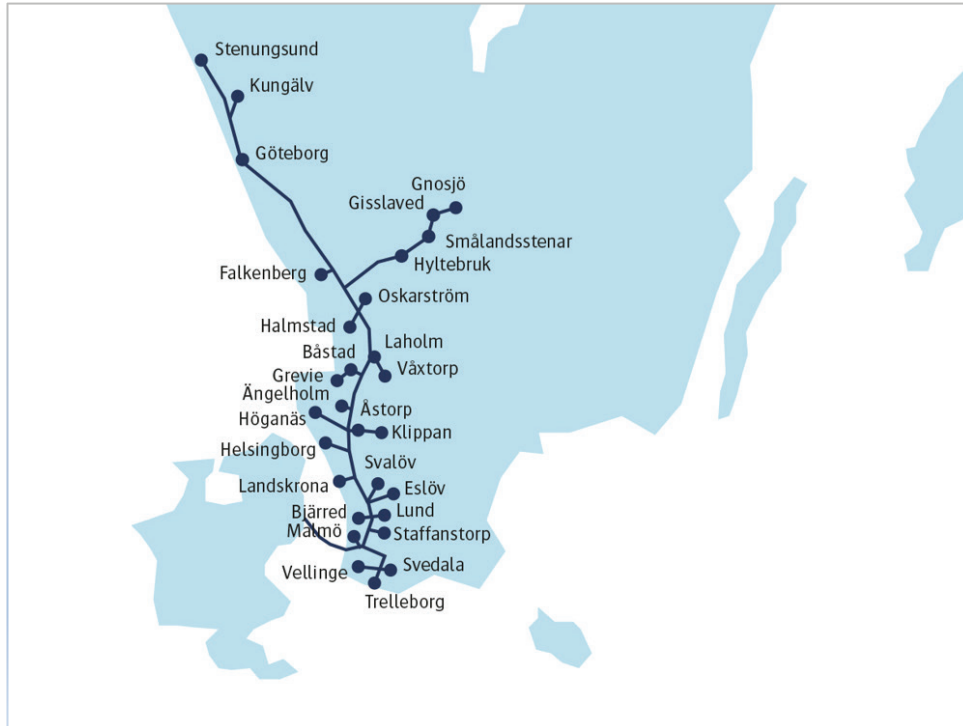 Stenungsund
Kungälv
Göteborg
Gnosjö
Gisslaved
Smålandsstenar
Hyltebruk
Falkenberg
Oskarström
Halmstad
Laholm
Båstad
Våxtorp
Grevie
Ängelholm
Åstorp
Höganäs
Klippan
Helsingborg
Svalöv
Landskrona
Eslöv
Bjärred
Lund
Malmö
Staffanstorp
Vellinge
Svedala
Trelleborg